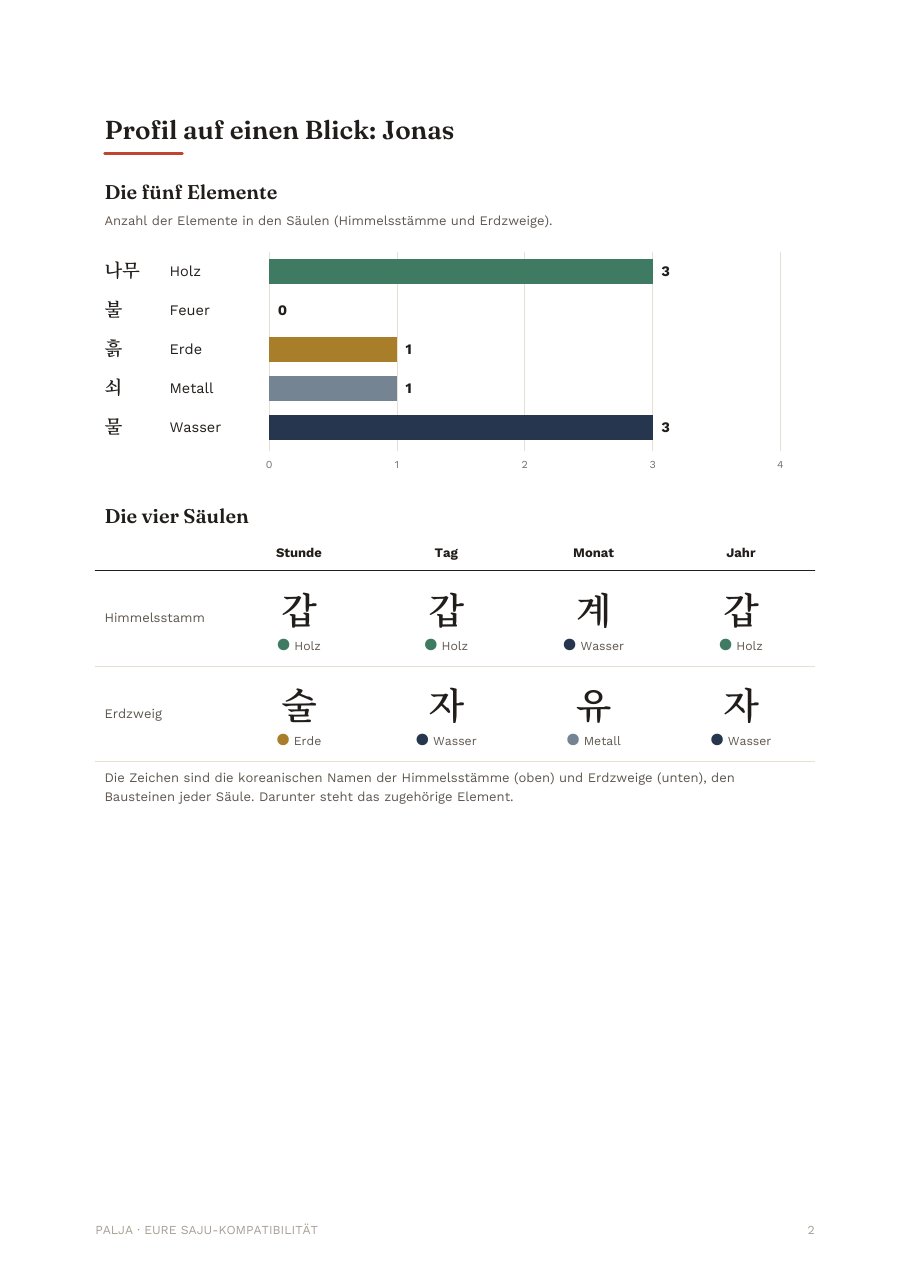 Profil auf einen Blick: Jonas
Die fünf Elemente
Anzahl der Elemente in den Säulen (Himmelsstämme und Erdzweige).
나무 Holz 3
불 Feuer 0
흙 Erde 1
쇠 Metall 1
물 Wasser 3
0 1 2 3 4
Die vier Säulen
Stunde Tag Monat Jahr
Himmelsstamm 갑 갑 계 갑
Holz Holz Wasser Holz
Erdzweig 술 자 유 자
Erde Wasser Metall Wasser
Die Zeichen sind die koreanischen Namen der Himmelsstämme (oben) und Erdzweige (unten), den
Bausteinen jeder Säule. Darunter steht das zugehörige Element.
PALJA · EURE SAJU-KOMPATIBILITÄT 2